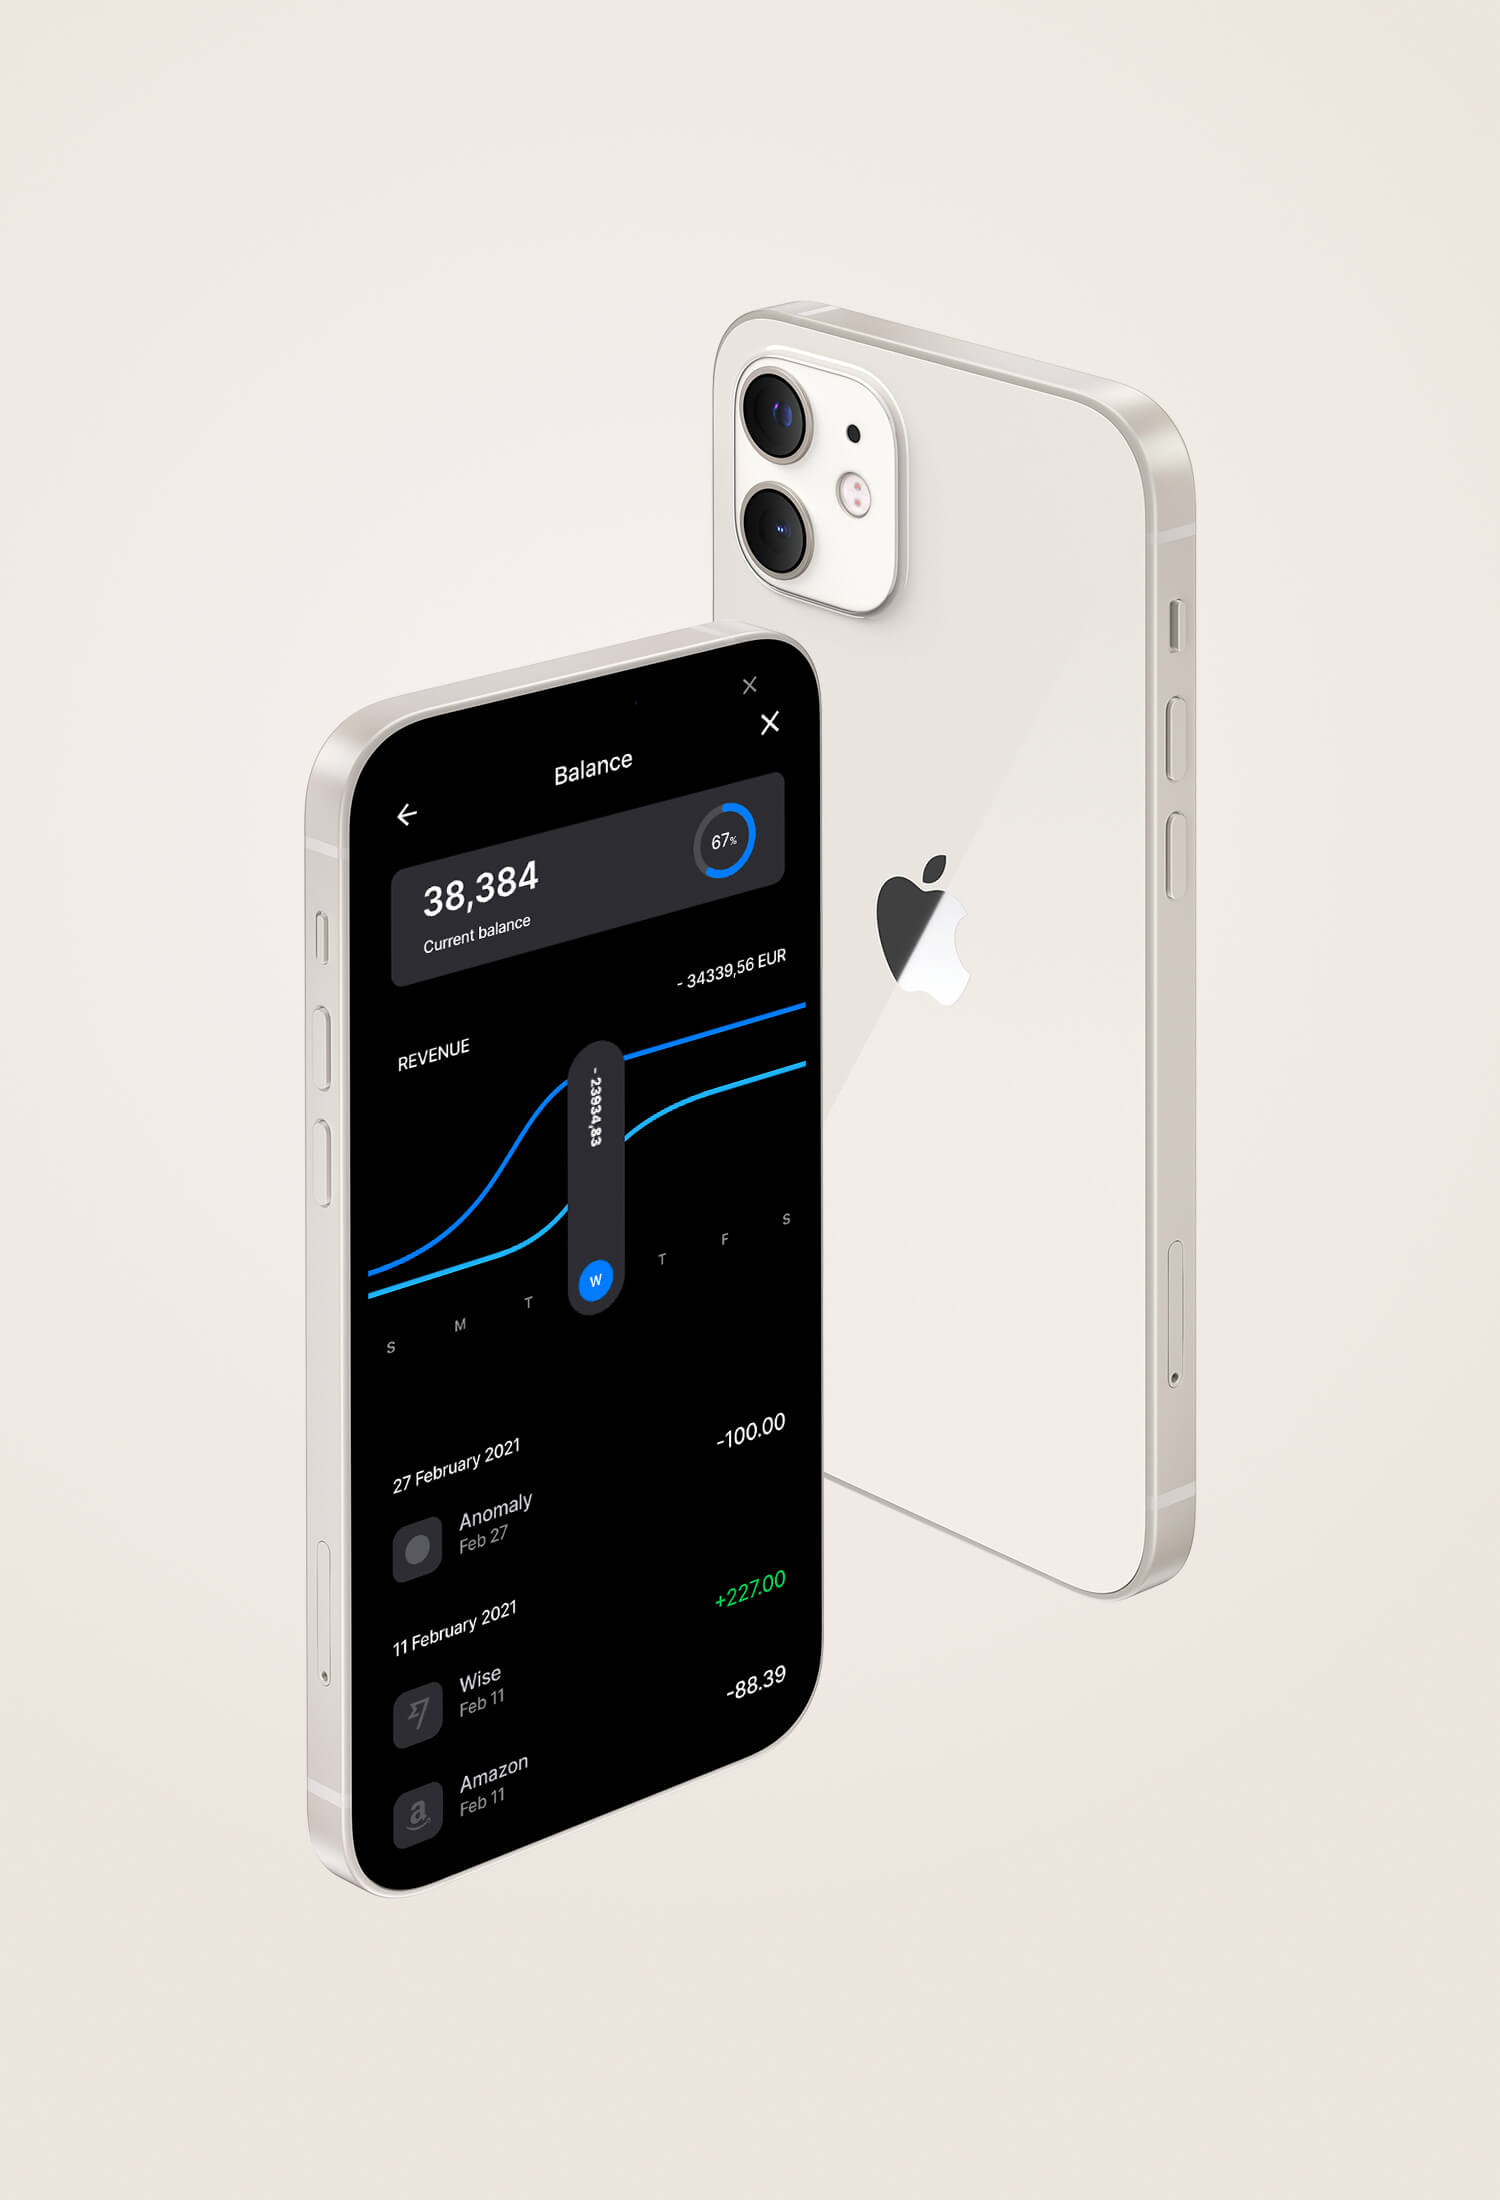 Balance
38,384
Current balance
67%
- 34339,56 EUR
REVENUE
- 23934,83
S M T W T F S
27 February 2021
-100.00
Anomaly
Feb 27
11 February 2021
+227.00
Wise
Feb 11
-88.39
Amazon
Feb 11